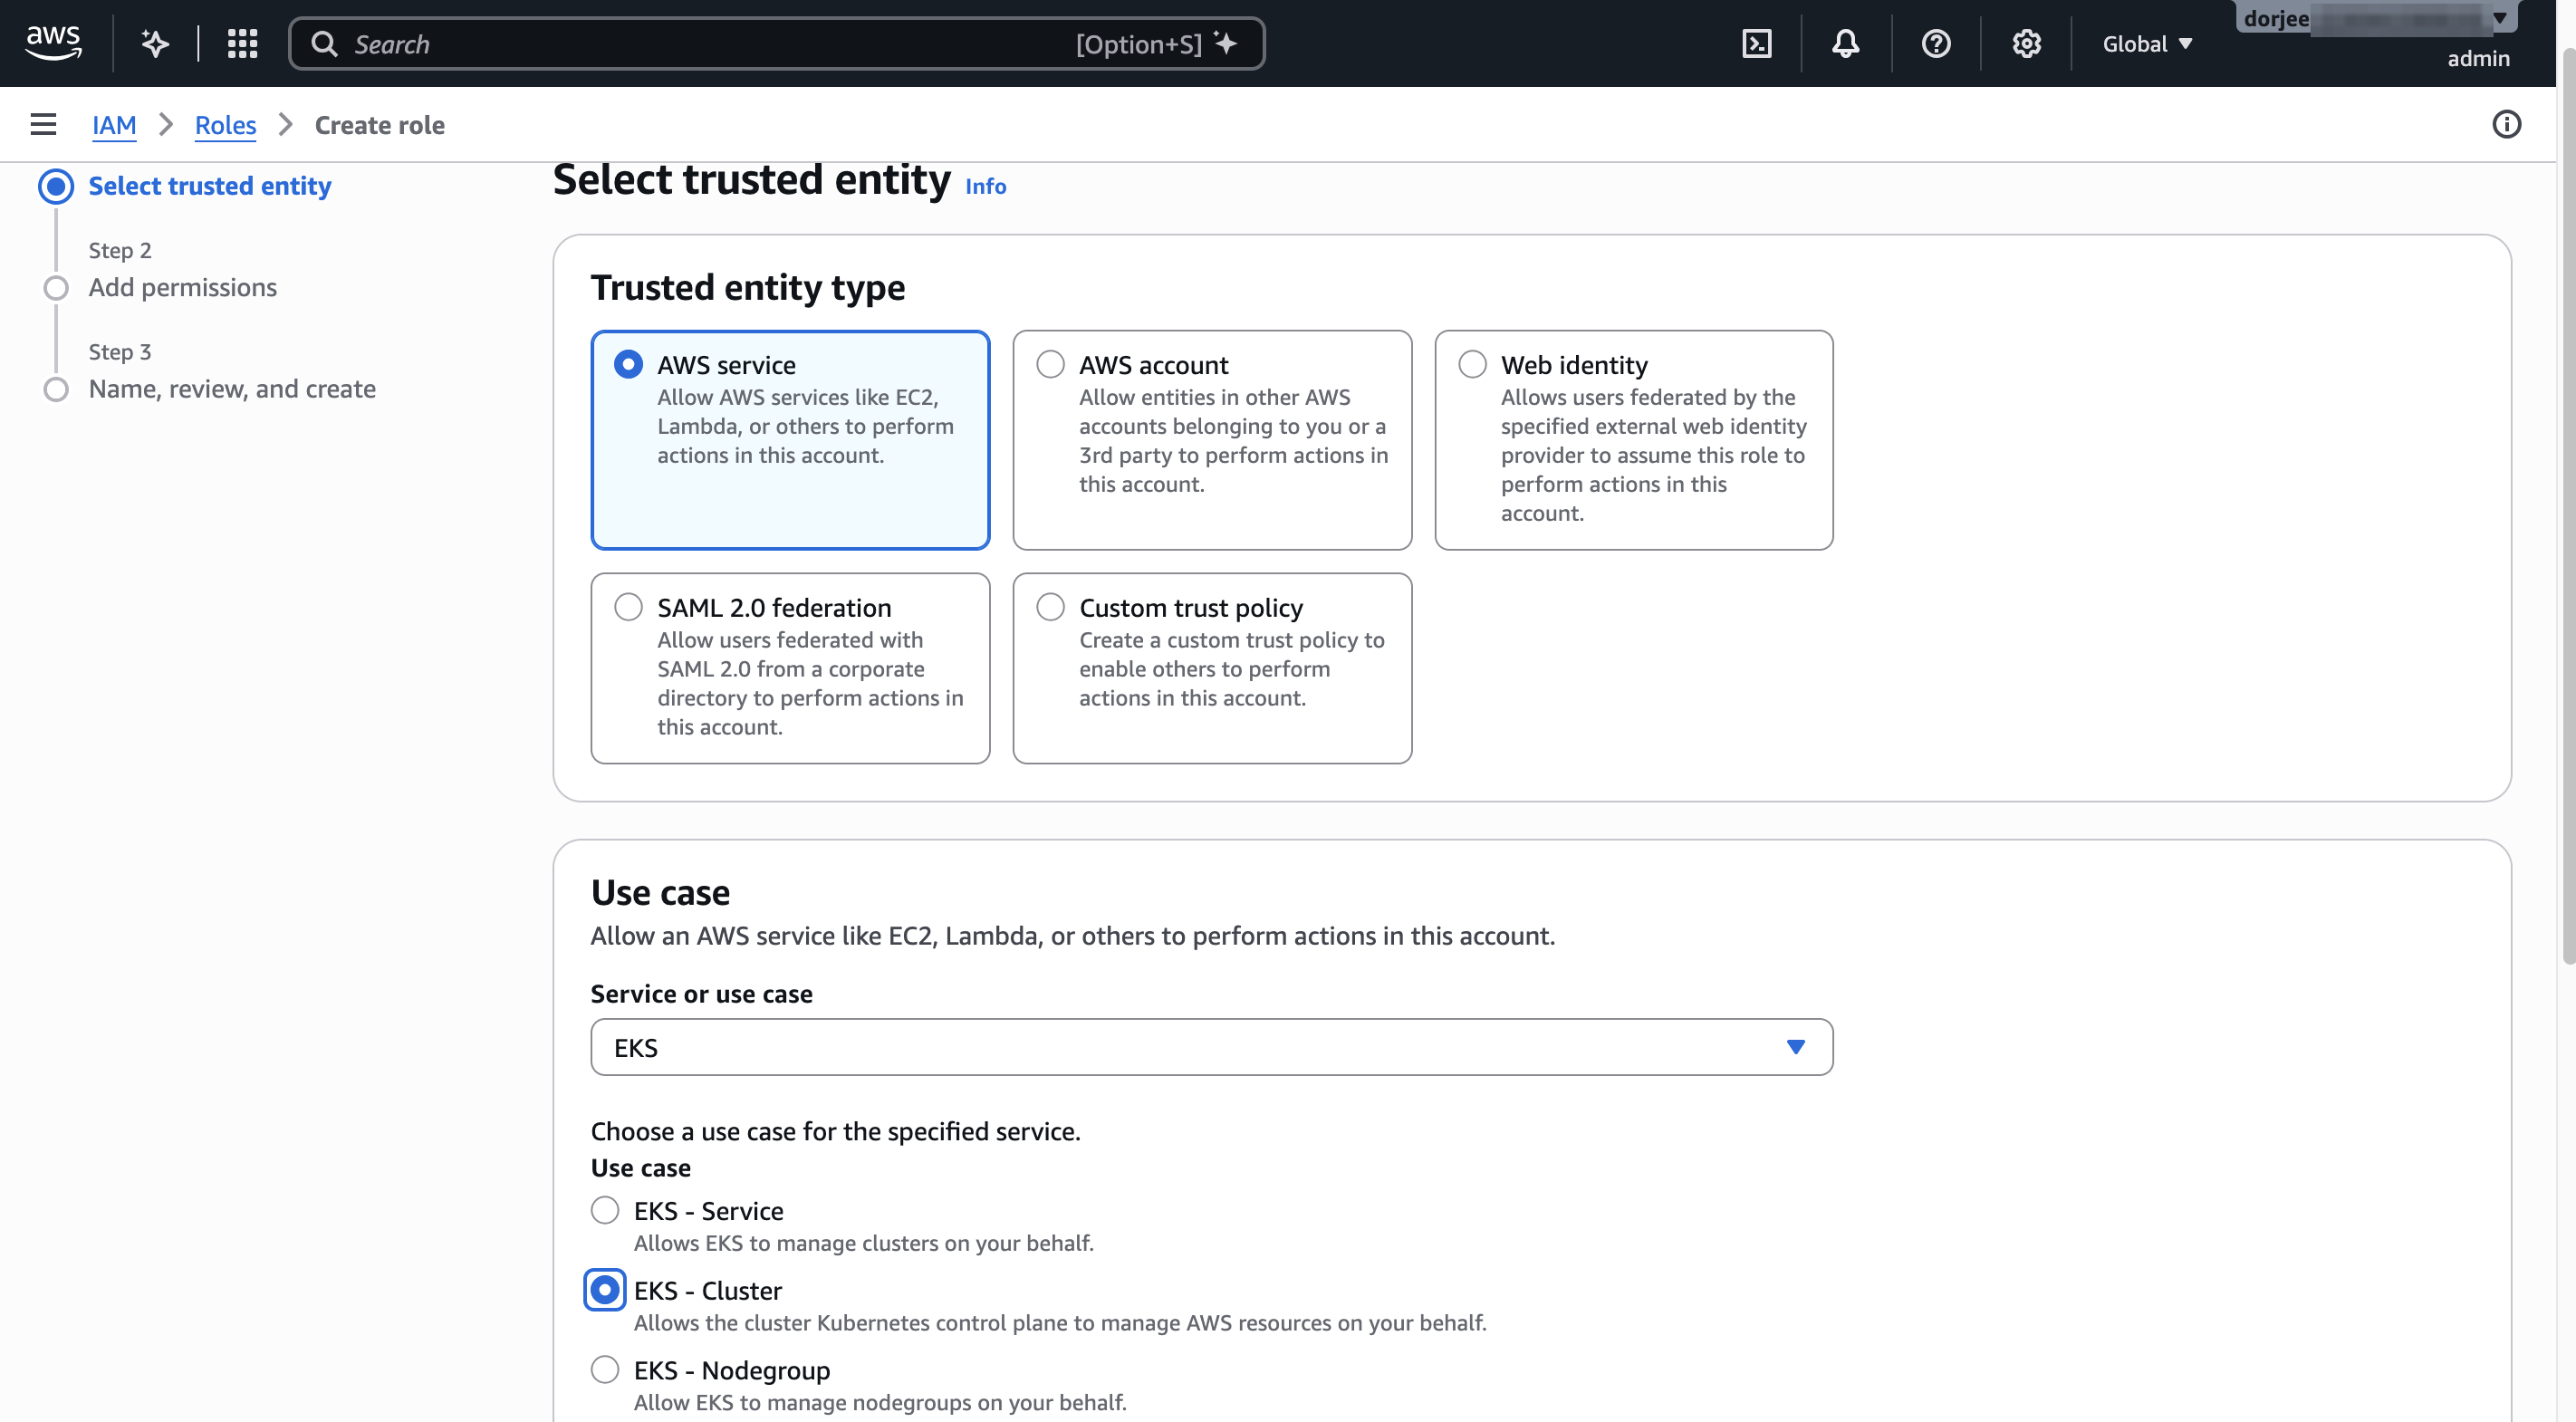 aws
Search
[Option+S]
Global
dorjee
admin
IAM
Roles
Create role
Select trusted entity
Step 2
Add permissions
Step 3
Name, review, and create
Select trusted entity Info
Trusted entity type
AWS service
Allow AWS services like EC2,
Lambda, or others to perform
actions in this account.
AWS account
Allow entities in other AWS
accounts belonging to you or a
3rd party to perform actions in
this account.
Web identity
Allows users federated by the
specified external web identity
provider to assume this role to
perform actions in this
account.
SAML 2.0 federation
Allow users federated with
SAML 2.0 from a corporate
directory to perform actions in
this account.
Custom trust policy
Create a custom trust policy to
enable others to perform
actions in this account.
Use case
Allow an AWS service like EC2, Lambda, or others to perform actions in this account.
Service or use case
EKS
Choose a use case for the specified service.
Use case
EKS - Service
Allows EKS to manage clusters on your behalf.
EKS - Cluster
Allows the cluster Kubernetes control plane to manage AWS resources on your behalf.
EKS - Nodegroup
Allow EKS to manage nodegroups on your behalf.